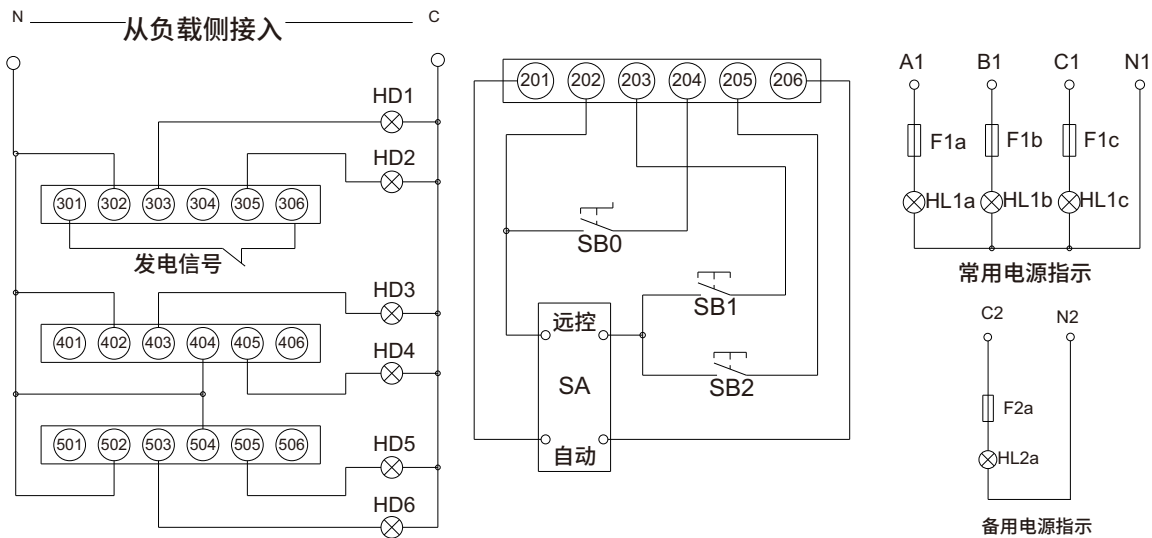 N 从负载侧接入 C
HD1
HD2
301 302 303 304 305 306
发电信号
HD3
401 402 403 404 405 406
HD4
501 502 503 504 505 506
HD5
HD6
201 202 203 204 205 206
SB0
SB1
远控
SB2
SA
自动
A1 B1 C1 N1
F1a F1b F1c
HL1a HL1b HL1c
常用电源指示
C2 N2
F2a
HL2a
备用电源指示